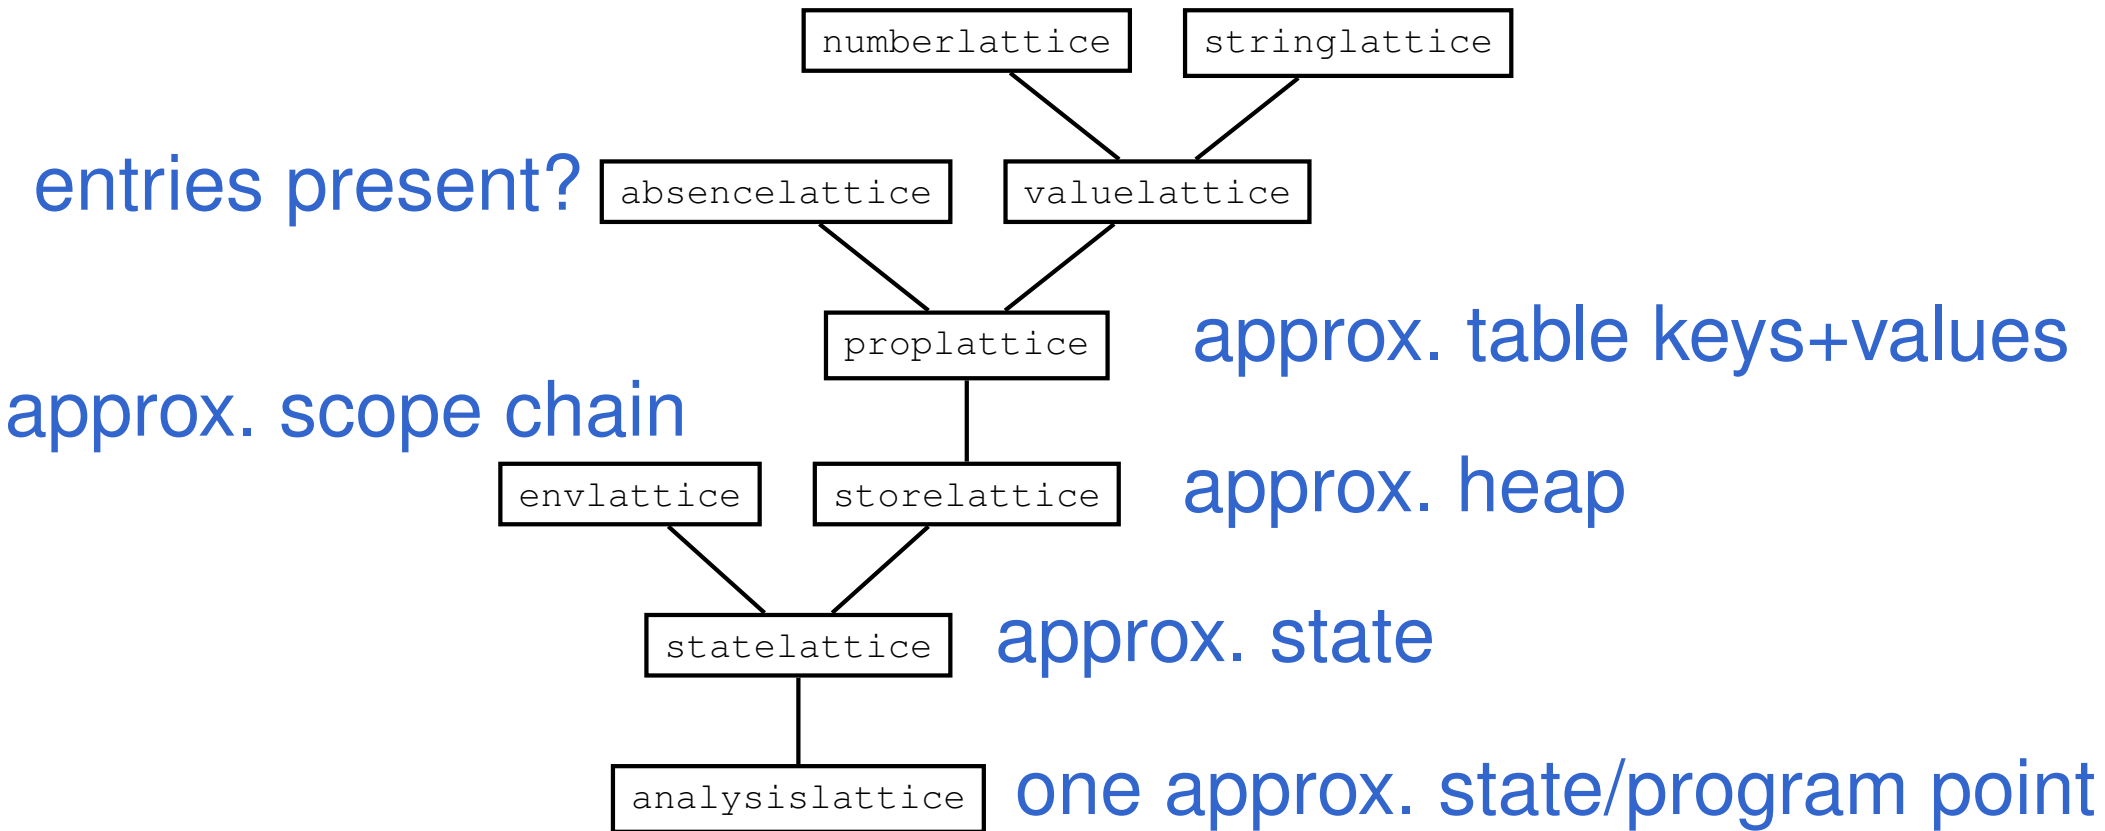 numberlattice stringlattice
entries present? absencelattice valuelattice
proplattice approx. table keys+values
approx. scope chain
envlattice storelattice approx. heap
statelattice approx. state
analysislattice one approx. state/program point